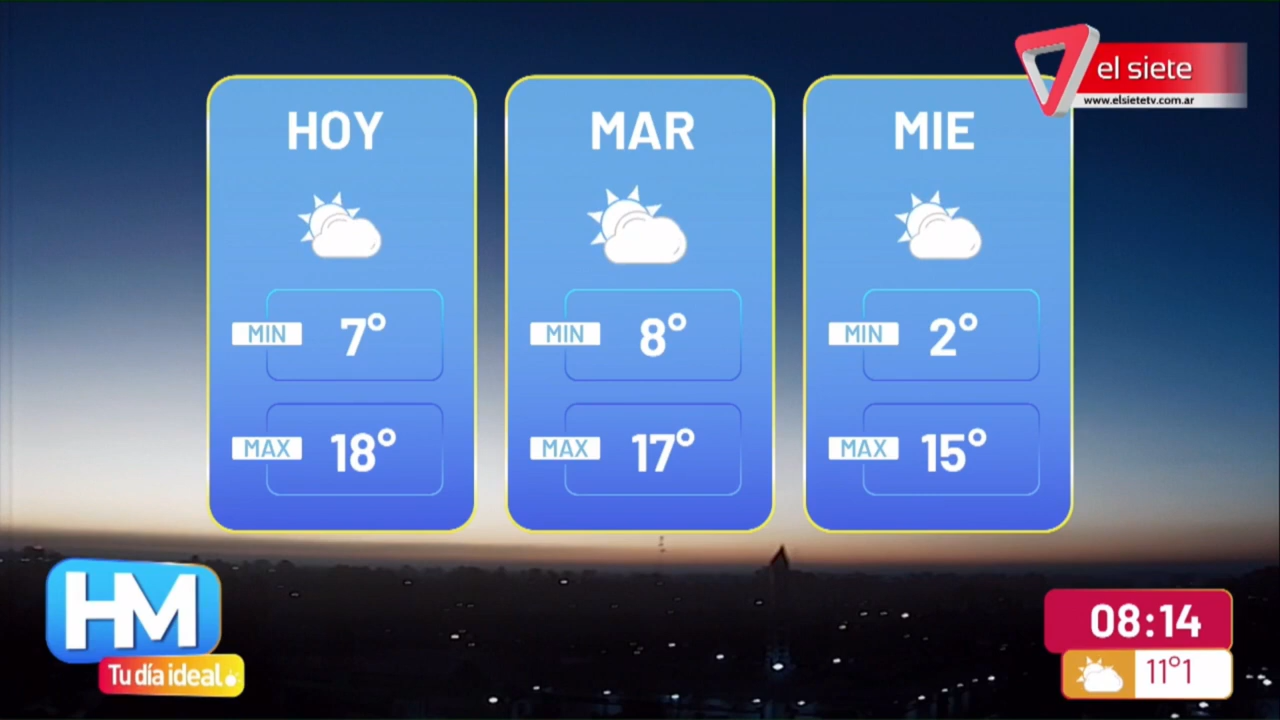 el siete
www.elsietetv.com.ar
HOY
MIN 7°
MAX 18°
MAR
MIN 8°
MAX 17°
MIE
MIN 2°
MAX 15°
HM
Tu día ideal
08:14
11°1